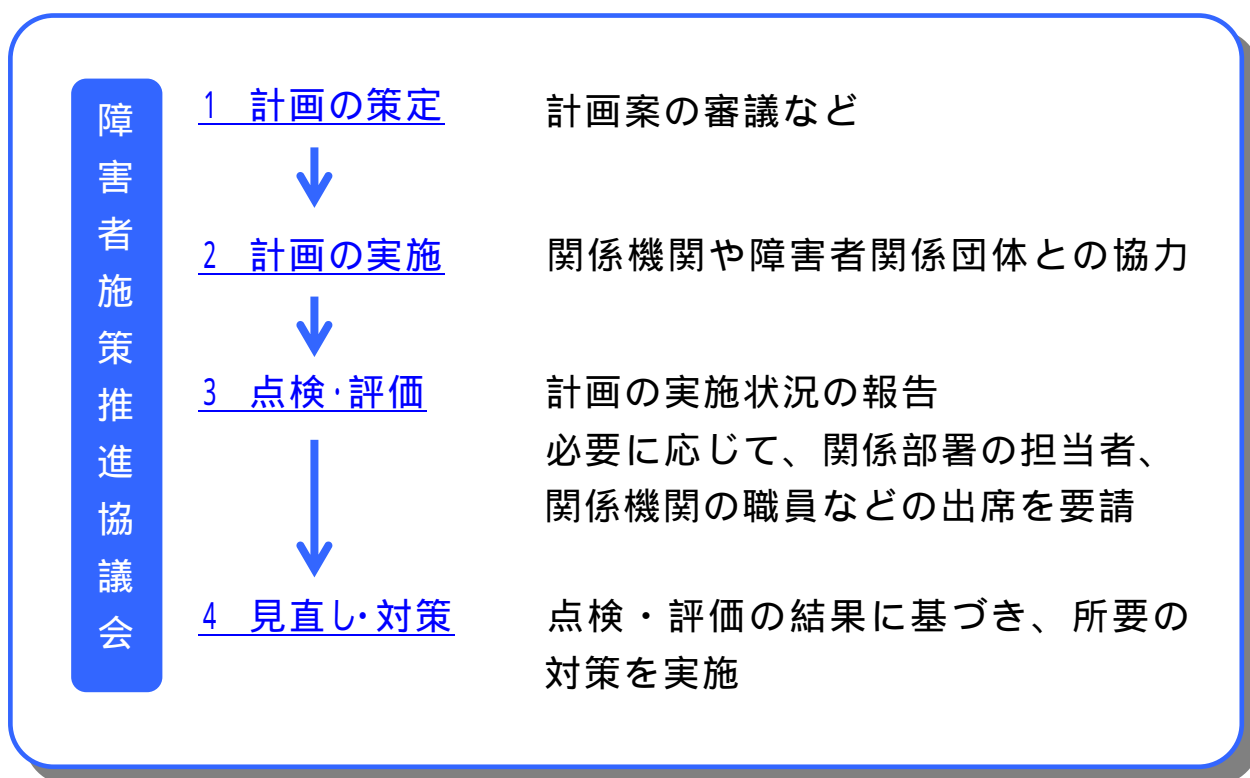 障害者施策推進協議会
1 計画の策定
計画案の審議など
2 計画の実施
関係機関や障害者関係団体との協力
3 点検・評価
計画の実施状況の報告
必要に応じて、関係部署の担当者、
関係機関の職員などの出席を要請
4 見直し・対策
点検・評価の結果に基づき、所要の
対策を実施